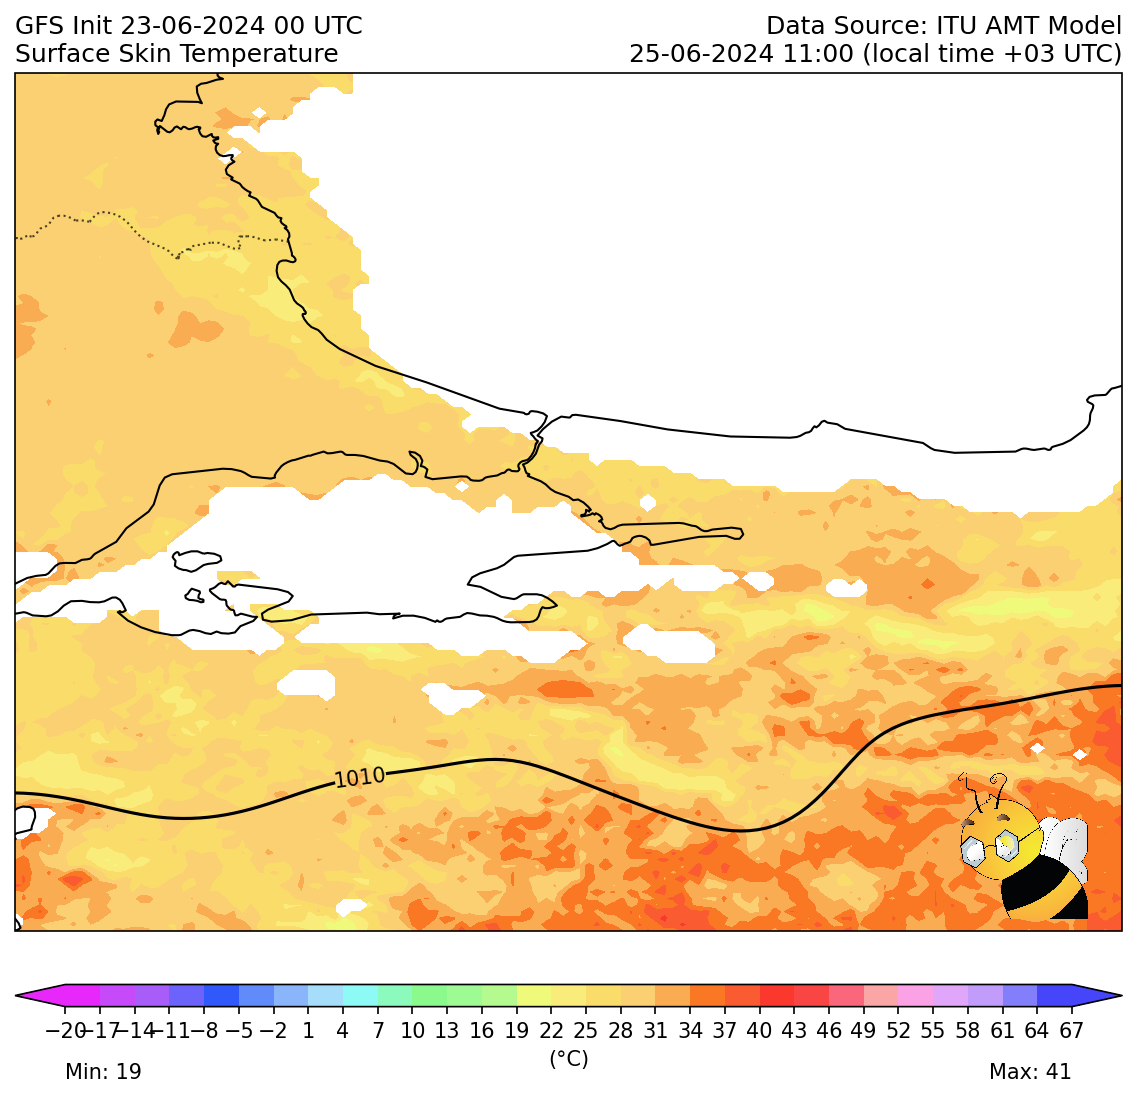 GFS Init 23-06-2024 00 UTC
Data Source: ITU AMT Model
Surface Skin Temperature
25-06-2024 11:00 (local time +03 UTC)
1010
−20 −17 −14 −11 −8 −5 −2 1 4 7 10 13 16 19 22 25 28 31 34 37 40 43 46 49 52 55 58 61 64 67
(°C)
Min: 19
Max: 41